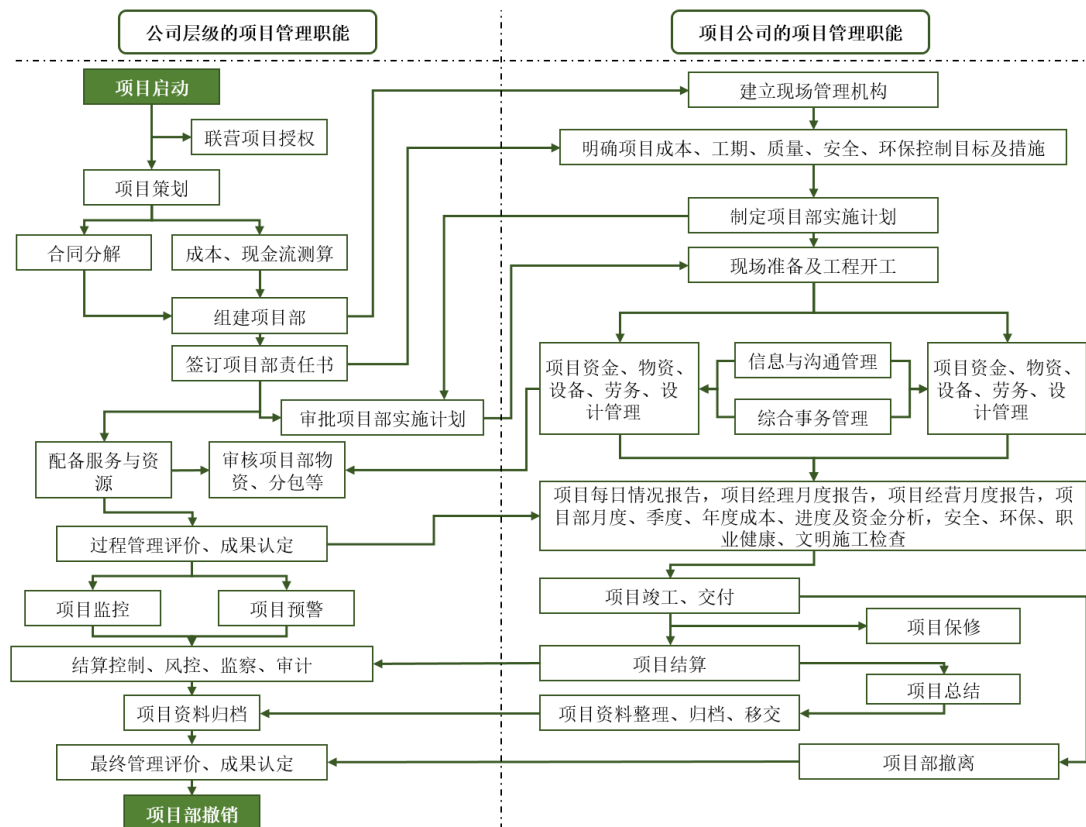 公司层级的项目管理职能
项目公司的项目管理职能
项目启动
联营项目授权
项目策划
合同分解
成本、现金流测算
组建项目部
签订项目部责任书
审批项目部实施计划
配备服务与资
源
审核项目部物
资、分包等
过程管理评价、成果认定
项目监控
项目预警
结算控制、风控、监察、审计
项目资料归档
最终管理评价、成果认定
项目部撤销
建立现场管理机构
明确项目成本、工期、质量、安全、环保控制目标及措施
制定项目部实施计划
现场准备及工程开工
项目资金、物资、
设备、劳务、设
计管理
信息与沟通管理
综合事务管理
项目资金、物资、
设备、劳务、设
计管理
项目每日情况报告，项目经理月度报告，项目经营月度报告，项
目部月度、季度、年度成本、进度及资金分析，安全、环保、职
业健康、文明施工检查
项目竣工、交付
项目保修
项目结算
项目总结
项目资料整理、归档、移交
项目部撤离